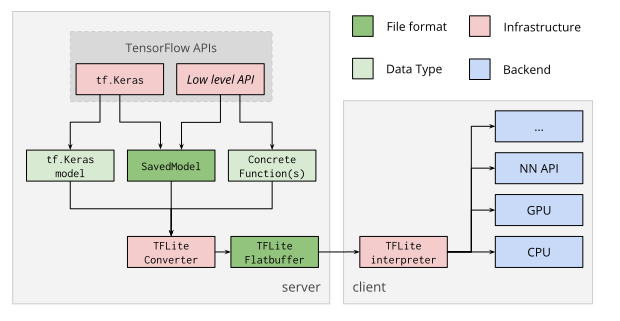 TensorFlow APIs
tf.Keras
Low level API
File format
Infrastructure
Data Type
Backend
tf.Keras
model
SavedModel
Concrete
Function(s)
...
NN API
GPU
CPU
TFLite
Converter
TFLite
Flatbuffer
TFLite
interpreter
server
client